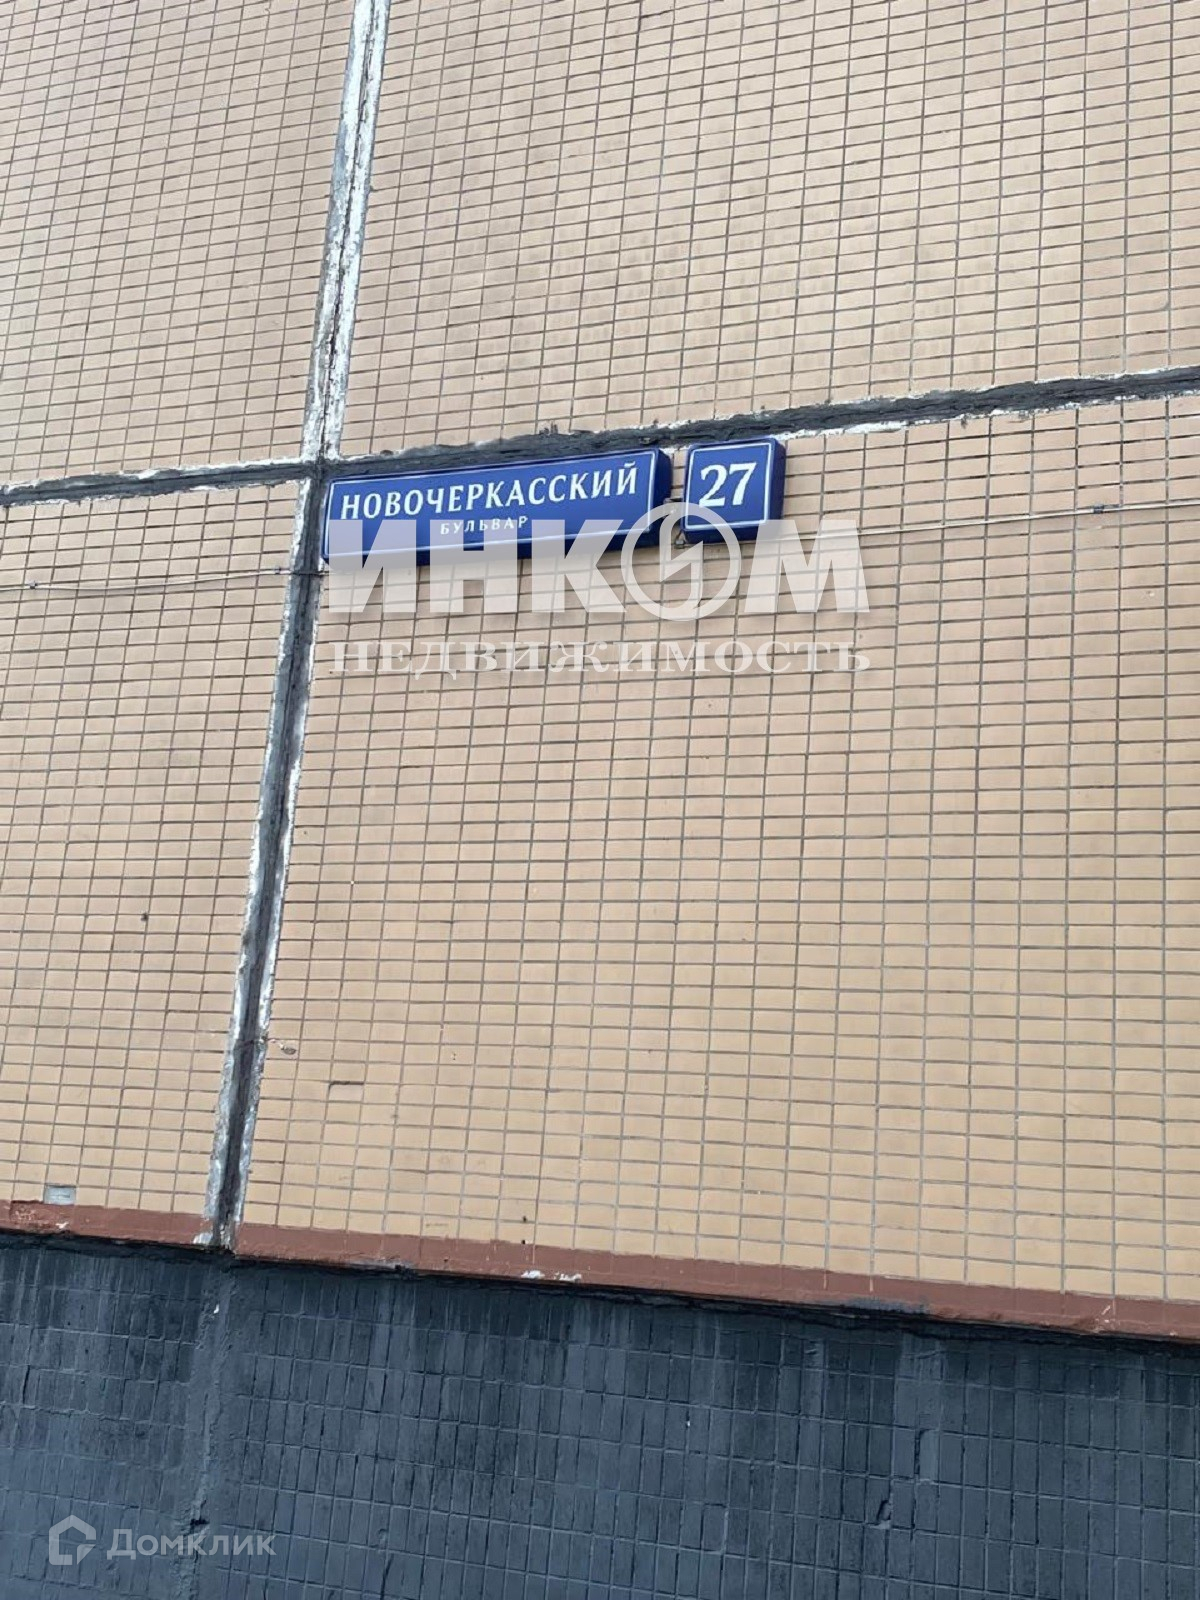 НОВОЧЕРКАССКИЙ
БУЛЬВАР
27
ИНКОМ
НЕДВИЖИМОСТЬ
Домклик